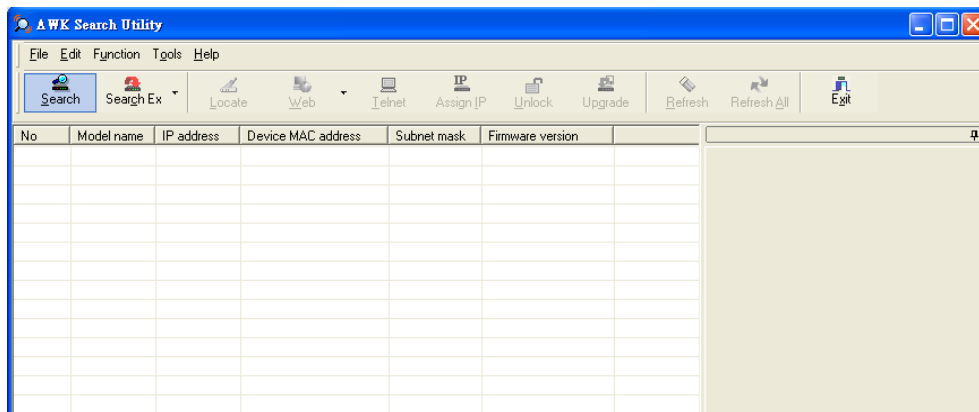 AWK Search Utility
File Edit Function Tools Help
Search Search Ex Locate Web Telnet Assign IP Unlock Upgrade Refresh Refresh All Exit
No Model name IP address Device MAC address Subnet mask Firmware version